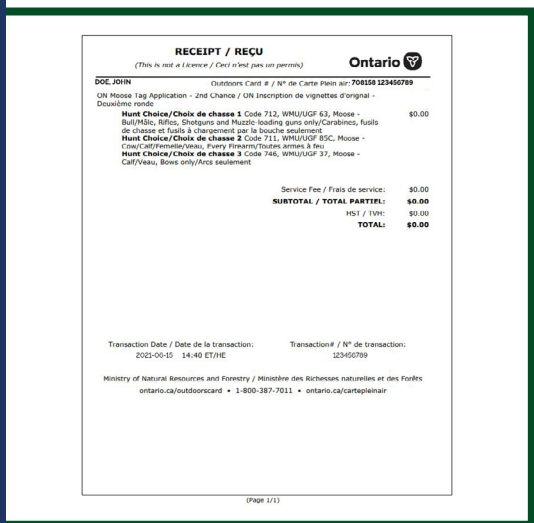 RECEIPT / REÇU
(This is not a Licence / Ceci n'est pas un permis)
Ontario
DOE, JOHN
Outdoors Card # / N° de Carte Plein air: 708158 123456789
ON Moose Tag Application - 2nd Chance / ON Inscription de vignettes d'orignal -
Deuxième ronde
Hunt Choice/Choix de chasse 1 Code 712, WMU/UGF 63, Moose - $0.00
Bull/Mâle, Rifles, Shotguns and Muzzle-loading guns only/Carabines, fusils
de chasse et fusils à chargement par la bouche seulement
Hunt Choice/Choix de chasse 2 Code 711, WMU/UGF 85C, Moose -
Cow/Calf/Femelle/Veau, Every Firearm/Toutes armes à feu
Hunt Choice/Choix de chasse 3 Code 746, WMU/UGF 37, Moose -
Calf/Veau, Bows only/Arcs seulement
Service Fee / Frais de service: $0.00
SUBTOTAL / TOTAL PARTIEL: $0.00
HST / TVH: $0.00
TOTAL: $0.00
Transaction Date / Date de la transaction: Transaction# / N° de transaction:
2021-06-15 14:40 ET/HE 123456789
Ministry of Natural Resources and Forestry / Ministère des Richesses naturelles et des Forêts
ontario.ca/outdoorscard • 1-800-387-7011 • ontario.ca/cartepleinair
(Page 1/1)